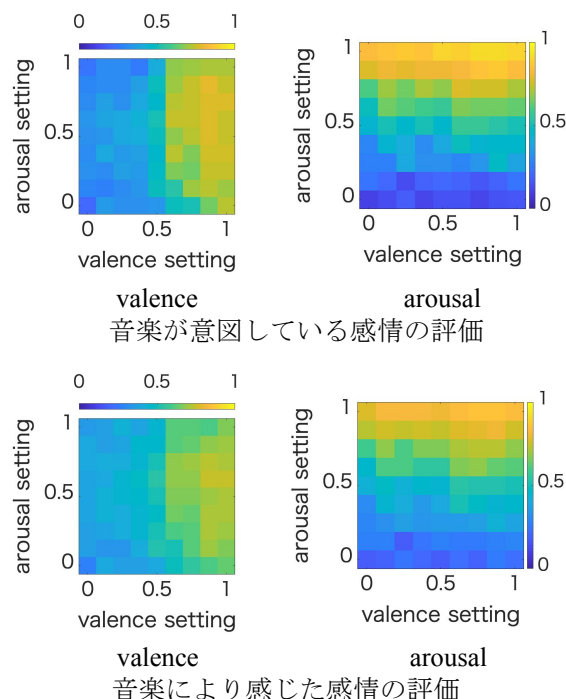 0 0.5 1
1
0.5
0
arousal setting
0 0.5 1
valence setting
valence
1
0.5
0
arousal setting
0 0.5 1
valence setting
1
0.5
0
arousal
音楽が意図している感情の評価
0 0.5 1
1
0.5
0
arousal setting
0 0.5 1
valence setting
valence
1
0.5
0
arousal setting
0 0.5 1
valence setting
1
0.5
0
arousal
音楽により感じた感情の評価